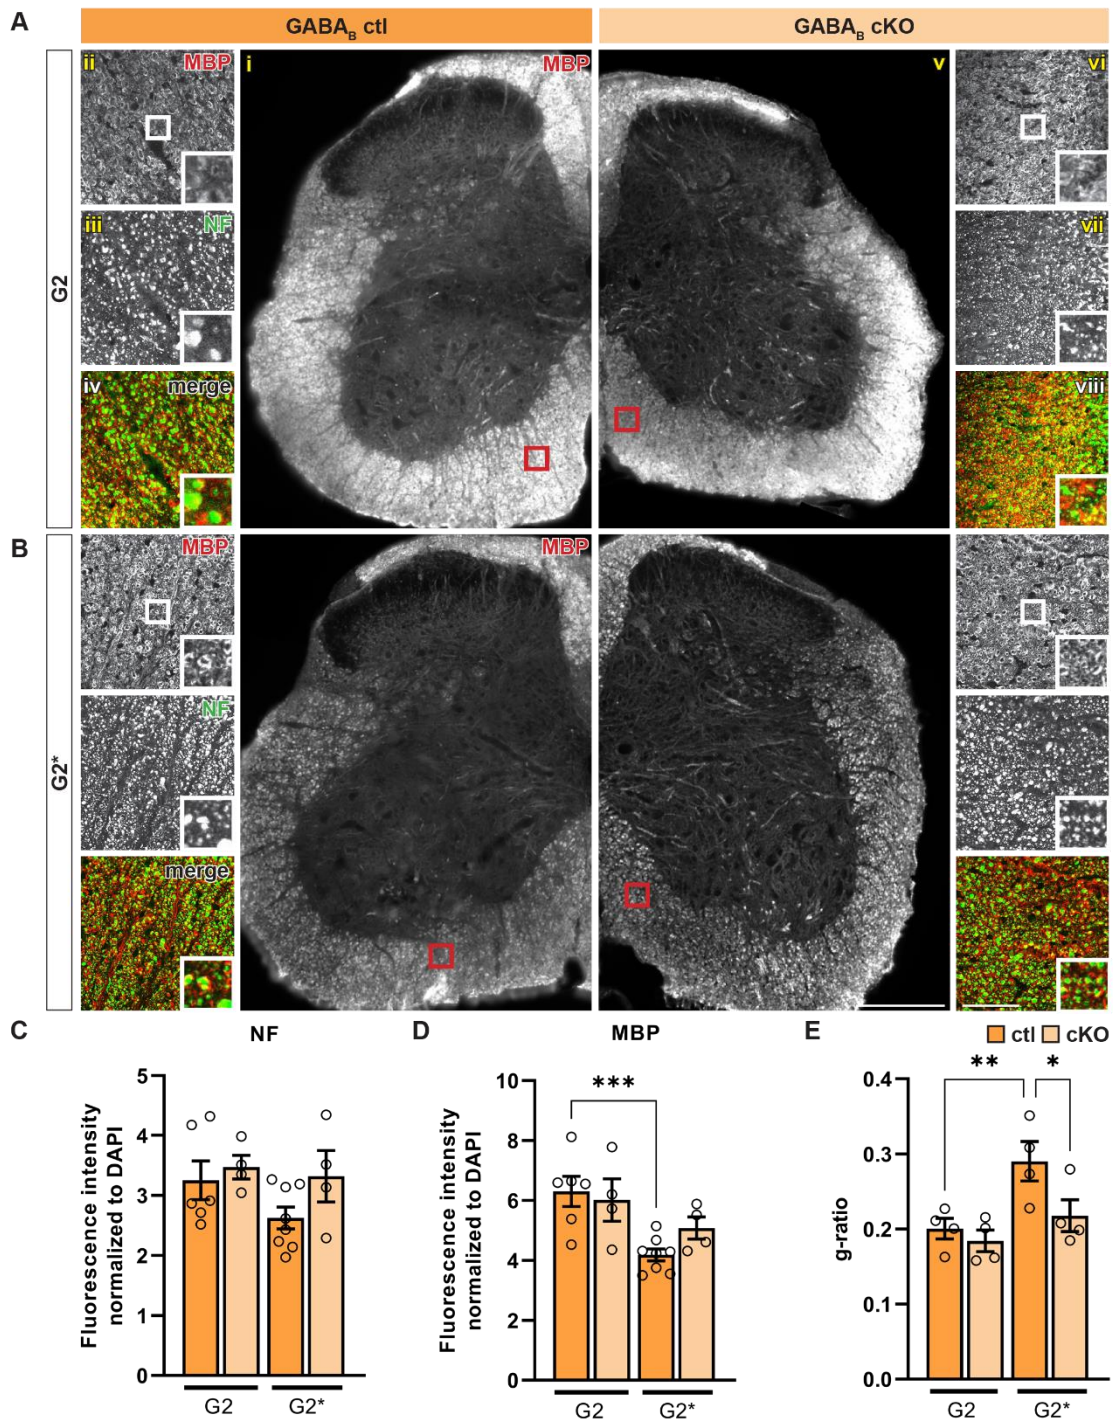 A
GABAB ctl
GABAB cKO
G2
ii
MBP
i
MBP
v
vi
iii
NF
vii
iv
merge
viii
B
G2*
MBP
MBP
NF
merge
C
NF
D
MBP
E
ctl
cKO
Fluorescence intensity
normalized to DAPI
5
4
3
2
1
0
G2
G2*
Fluorescence intensity
normalized to DAPI
10
8
6
4
2
0
***
G2
G2*
g-ratio
0.4
0.3
0.2
0.1
0.0
**
*
G2
G2*